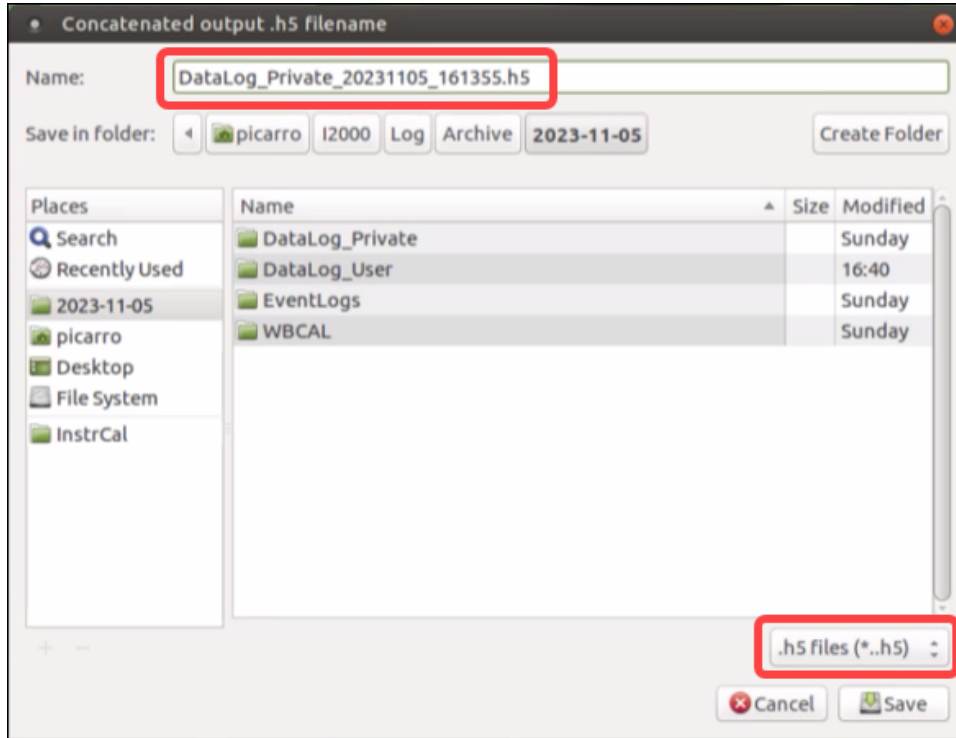 Concatenated output .h5 filename
Name: DataLog_Private_20231105_161355.h5
Save in folder: picarro I2000 Log Archive 2023-11-05 Create Folder
Places Name Size Modified
Search DataLog_Private Sunday
Recently Used DataLog_User 16:40
2023-11-05 EventLogs Sunday
picarro WBCAL Sunday
Desktop
File System
InstrCal
.h5 files (*..h5)
Cancel Save